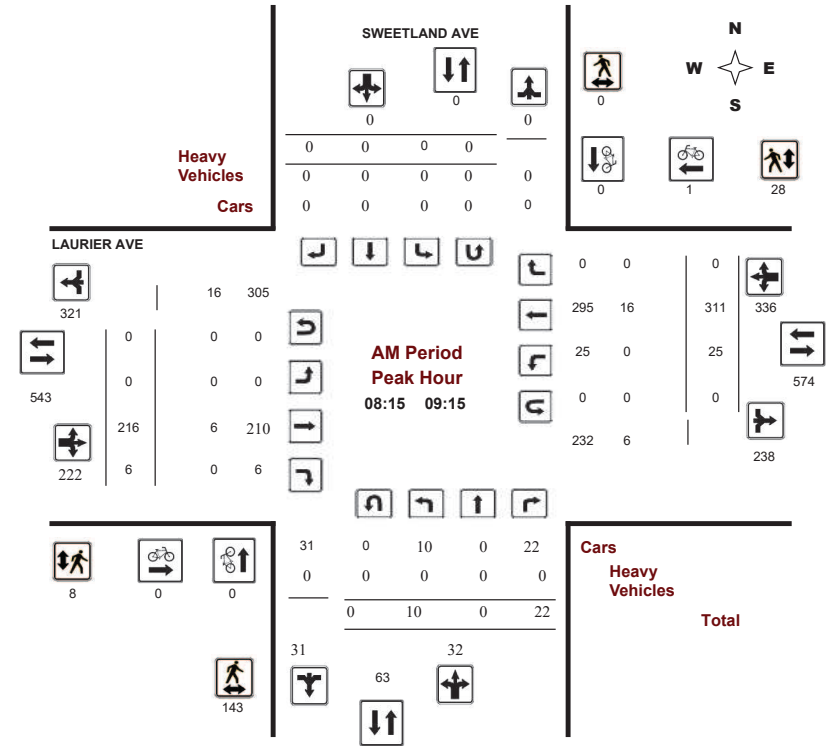 SWEETLAND AVE
N
W E
S
0
0
0 0
0 0 0 0
Heavy
Vehicles
0 0 0 0 0
Cars
0 0 0 0 0
0 1 28
LAURIER AVE
321
16 305
543
0 0 0
0 0 0
216 6 210
222
6 0 6
AM Period
Peak Hour
08:15 09:15
0 0 0
295 16 311 336
25 0 25
574
0 0 0
232 6
238
31 0 10 0 22
Cars
0 0 0 0 0
Heavy
Vehicles
0 10 0 22
Total
8 0 0
31 32
63
143